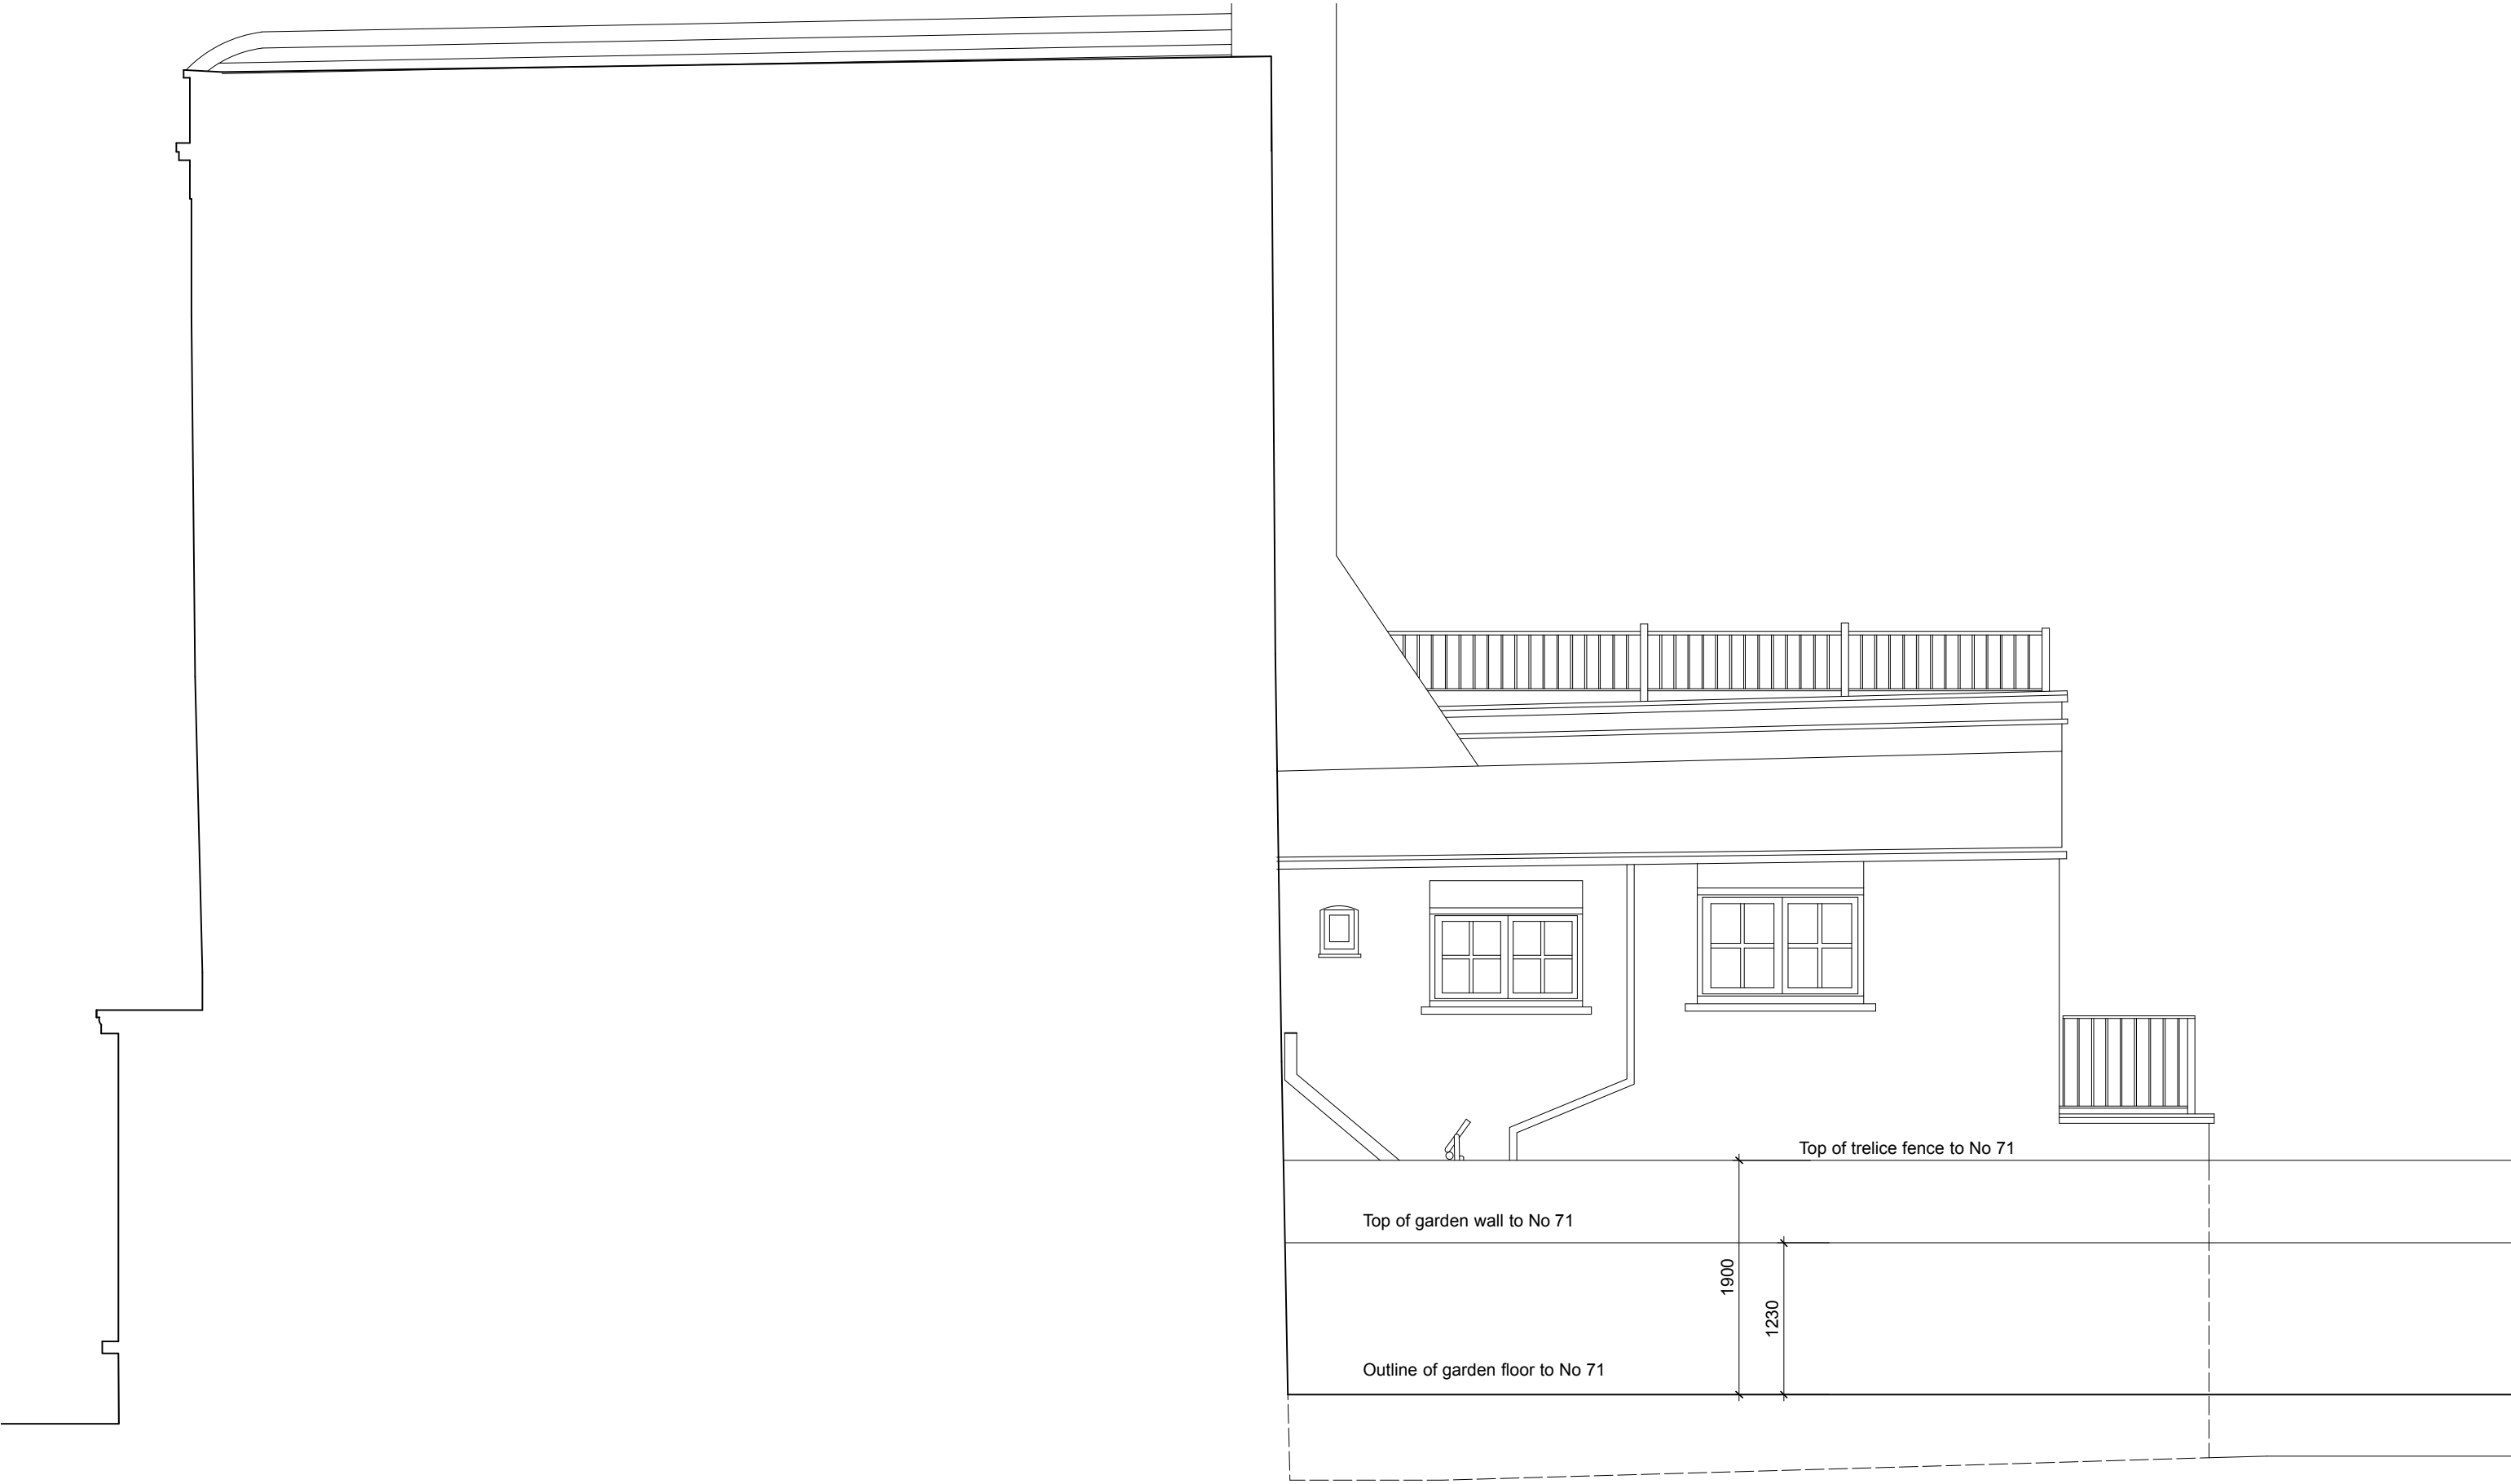 Top of trelice fence to No 71
Top of garden wall to No 71
1900
1230
Outline of garden floor to No 71